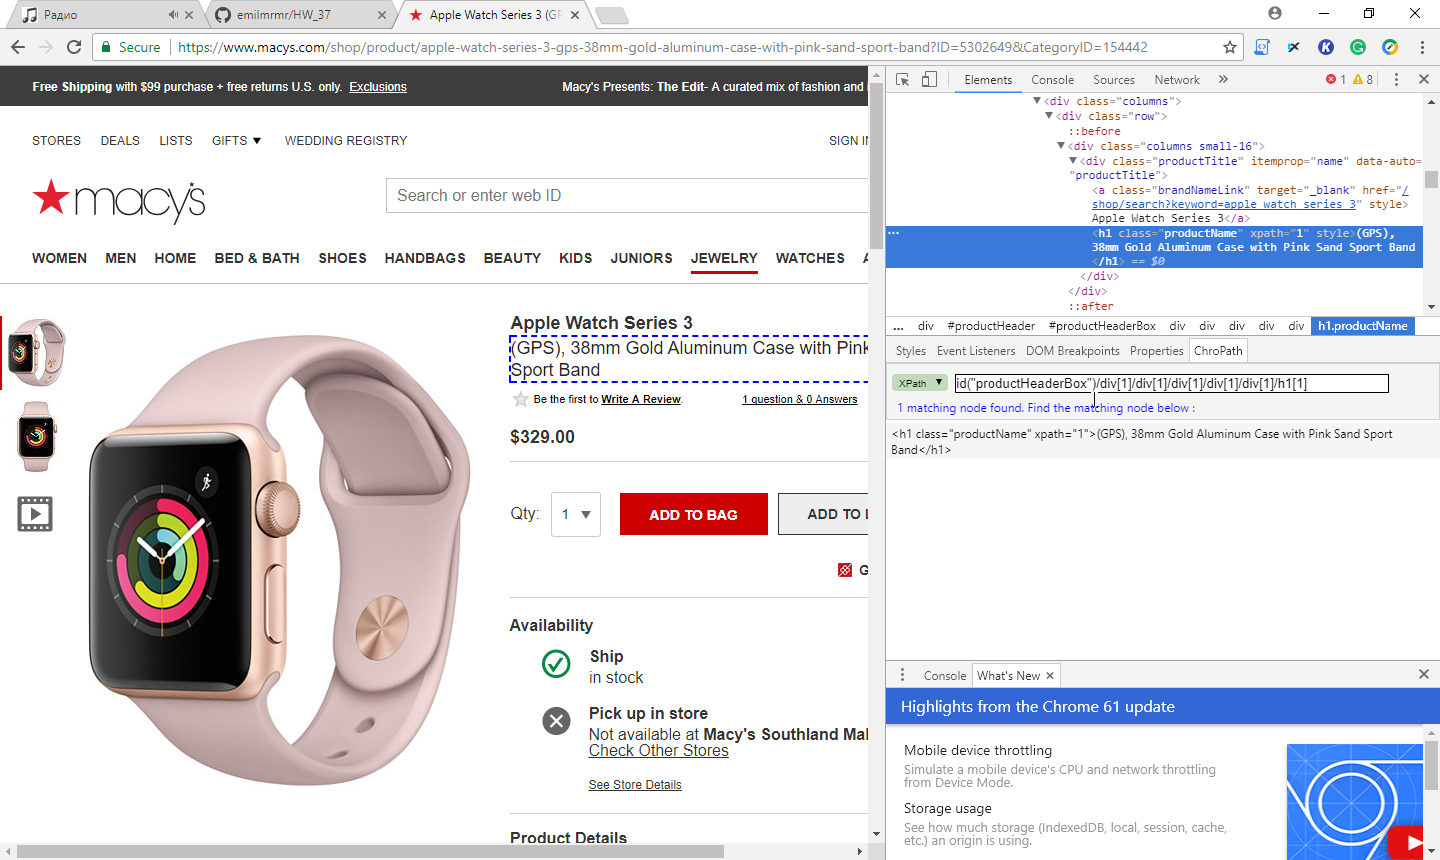 Радио
emilmrmr/HW_37
Apple Watch Series 3 (GP
Secure
https://www.macys.com/shop/product/apple-watch-series-3-gps-38mm-gold-aluminum-case-with-pink-sand-sport-band?ID=5302649&CategoryID=154442
Free Shipping with $99 purchase + free returns U.S. only. Exclusions
Macy's Presents: The Edit- A curated mix of fashion and
STORES DEALS LISTS GIFTS ▼ WEDDING REGISTRY
SIGN IN
macy's
Search or enter web ID
WOMEN MEN HOME BED & BATH SHOES HANDBAGS BEAUTY KIDS JUNIORS JEWELRY WATCHES
Apple Watch Series 3
(GPS), 38mm Gold Aluminum Case with Pink
Sport Band
Be the first to Write A Review.
1 question & 0 Answers
$329.00
Qty: 1 ▼
ADD TO BAG
ADD TO L
G
Availability
Ship
in stock
Pick up in store
Not available at Macy's Southland Mal
Check Other Stores
See Store Details
Product Details
Elements Console Sources Network » 1 8
<div class="columns">
<div class="row">
::before
<div class="columns small-16">
<div class="productTitle" itemprop="name" data-auto=
"productTitle">
<a class="brandNameLink" target="_blank" href="/
shop/search?keyword=apple watch series 3" style>
Apple Watch Series 3</a>
... <h1 class="productName" xpath="1" style>(GPS),
38mm Gold Aluminum Case with Pink Sand Sport Band
</h1> == $0
</div>
</div>
::after
... div #productHeader #productHeaderBox div div div div div h1.productName
Styles Event Listeners DOM Breakpoints Properties ChroPath
XPath ▼
id("productHeaderBox")/div[1]/div[1]/div[1]/div[1]/div[1]/h1[1]
1 matching node found. Find the matching node below :
<h1 class="productName" xpath="1">(GPS), 38mm Gold Aluminum Case with Pink Sand Sport
Band</h1>
Console What's New ×
Highlights from the Chrome 61 update
Mobile device throttling
Simulate a mobile device's CPU and network throttling
from Device Mode.
Storage usage
See how much storage (IndexedDB, local, session, cache,
etc.) an origin is using.